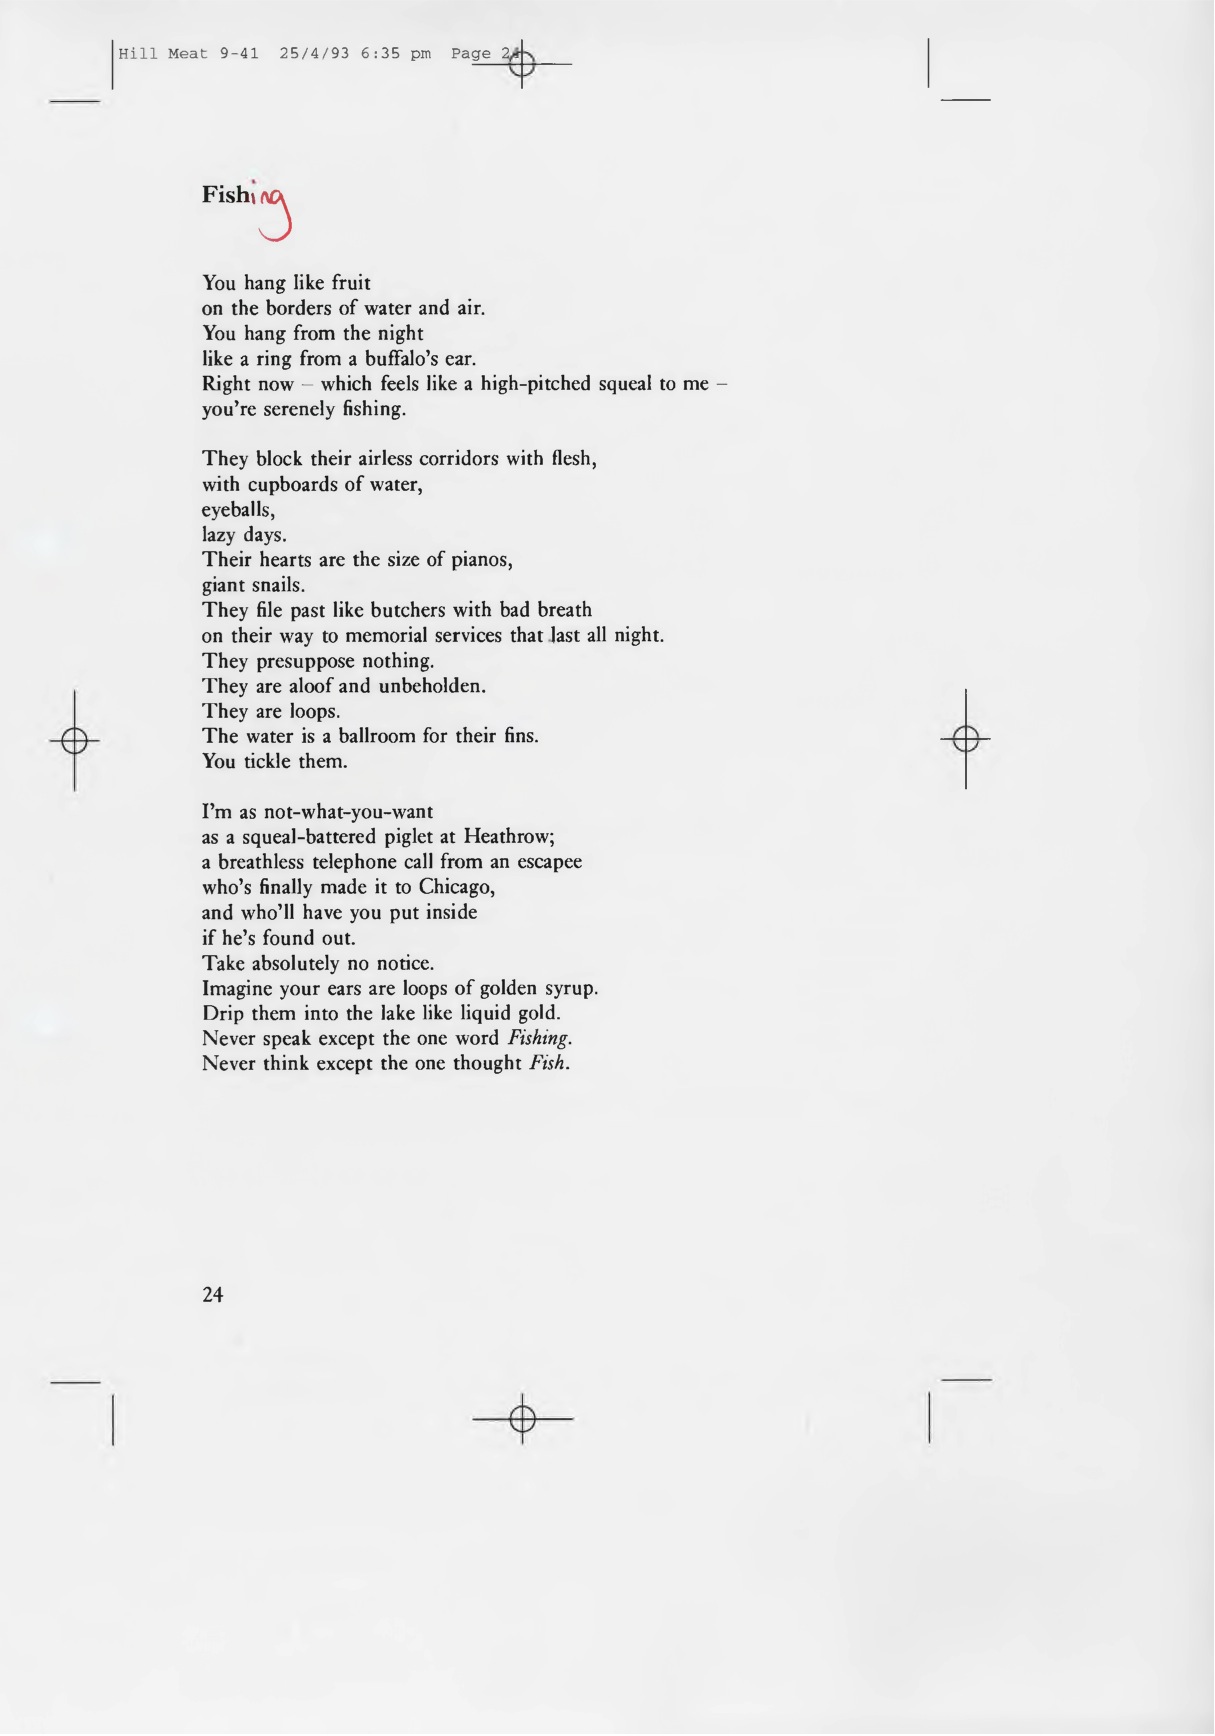 Hill Meat 9-41 25/4/93 6:35 pm Page 24
Fishing
You hang like fruit
on the borders of water and air.
You hang from the night
like a ring from a buffalo's ear.
Right now – which feels like a high-pitched squeal to me –
you're serenely fishing.
They block their airless corridors with flesh,
with cupboards of water,
eyeballs,
lazy days.
Their hearts are the size of pianos,
giant snails.
They file past like butchers with bad breath
on their way to memorial services that last all night.
They presuppose nothing.
They are aloof and unbeholden.
They are loops.
The water is a ballroom for their fins.
You tickle them.
I'm as not-what-you-want
as a squeal-battered piglet at Heathrow;
a breathless telephone call from an escapee
who's finally made it to Chicago,
and who'll have you put inside
if he's found out.
Take absolutely no notice.
Imagine your ears are loops of golden syrup.
Drip them into the lake like liquid gold.
Never speak except the one word Fishing.
Never think except the one thought Fish.
24